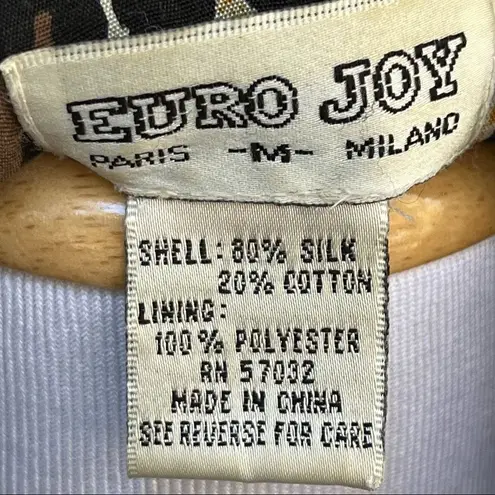 EURO JOY
PARIS -M- MILANO
SHELL: 80% SILK
20% COTTON
LINING:
100% POLYESTER
RN 57032
MADE IN CHINA
SEE REVERSE FOR CARE